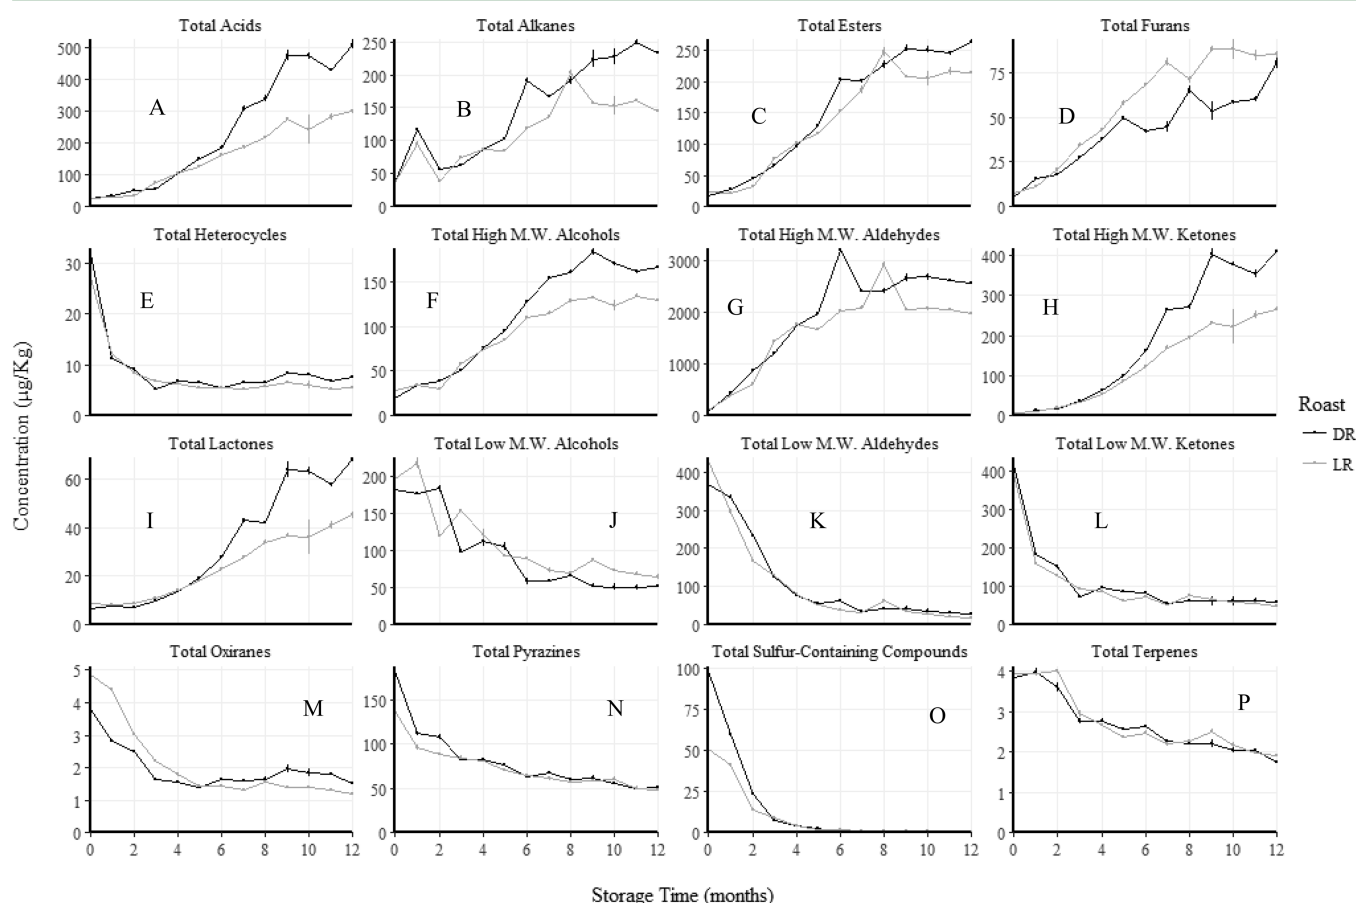 Total Acids
Total Alkanes
Total Esters
Total Furans
500
400
300
200
100
0
A
250
200
150
100
50
0
B
250
200
150
100
50
0
C
75
50
25
0
D
Total Heterocycles
Total High M.W. Alcohols
Total High M.W. Aldehydes
Total High M.W. Ketones
30
20
10
0
E
150
100
50
0
F
3000
2000
1000
0
G
400
300
200
100
0
H
Concentration (μg/Kg)
Roast
DR
LR
Total Lactones
Total Low M.W. Alcohols
Total Low M.W. Aldehydes
Total Low M.W. Ketones
60
40
20
0
I
200
150
100
50
0
J
400
300
200
100
0
K
400
300
200
100
0
L
Total Oxiranes
Total Pyrazines
Total Sulfur-Containing Compounds
Total Terpenes
5
4
3
2
1
0
M
150
100
50
0
N
100
75
50
25
0
O
4
3
2
1
0
P
0 2 4 6 8 10 12
0 2 4 6 8 10 12
0 2 4 6 8 10 12
0 2 4 6 8 10 12
Storage Time (months)